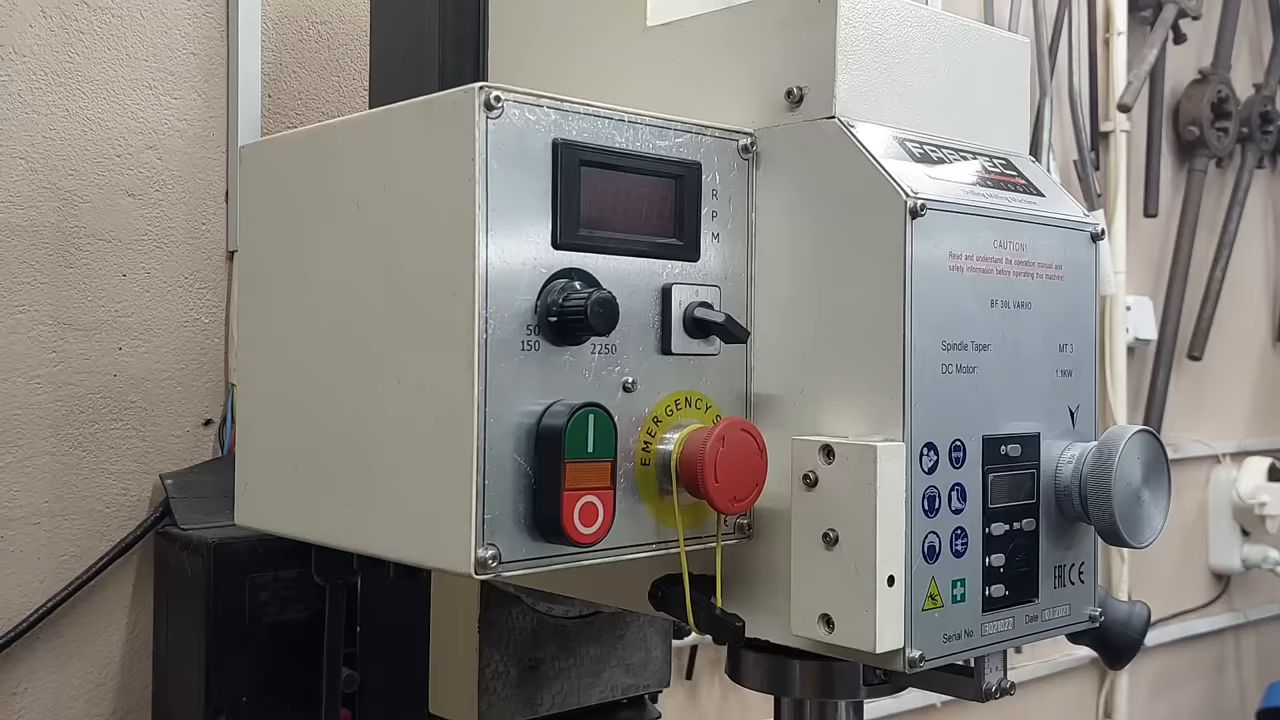 RPM
50
150
2250
EMERGENCY
CAUTION!
Read and understand the operation manual and
safety information before operating this machine!
BF 30L VARIO
Spindle Taper: MT 3
DC Motor: 1.1KW
EAC CE
Serial No. 3021022 Date